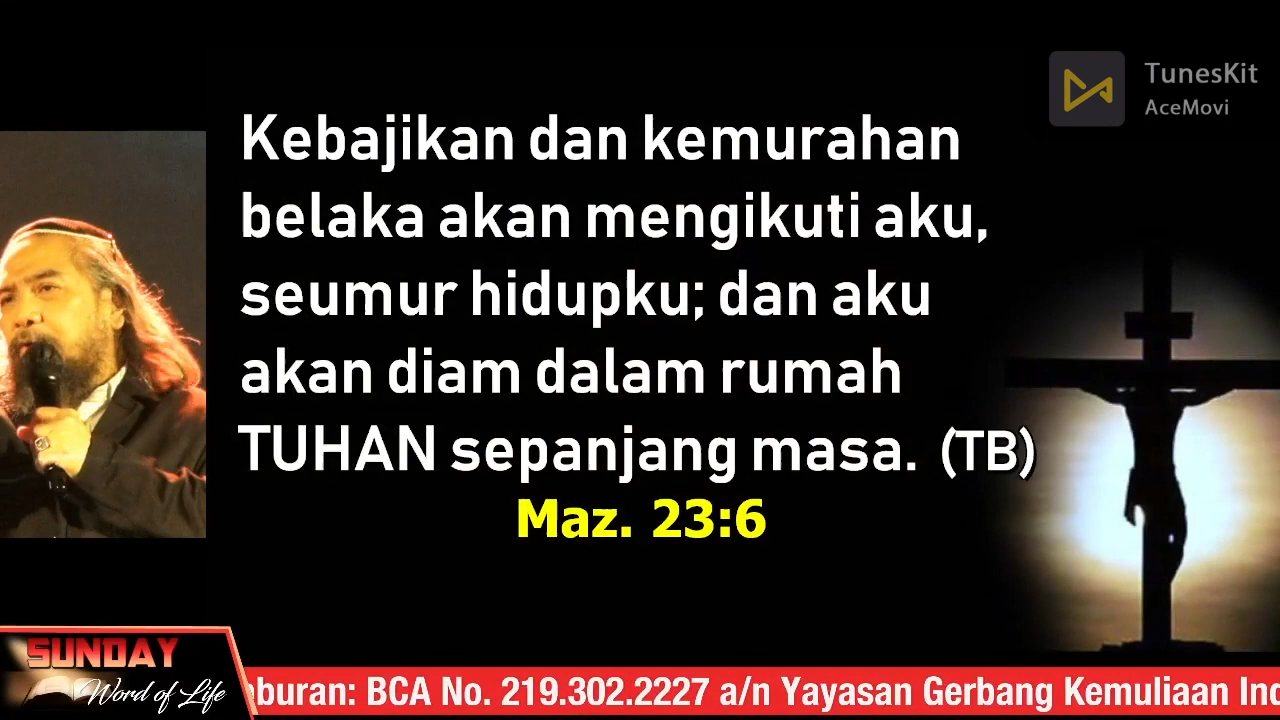 TunesKit
AceMovi
Kebajikan dan kemurahan
belaka akan mengikuti aku,
seumur hidupku; dan aku
akan diam dalam rumah
TUHAN sepanjang masa. (TB)
Maz. 23:6
SUNDAY
Word of Life
aburan: BCA No. 219.302.2227 a/n Yayasan Gerbang Kemuliaan Ind